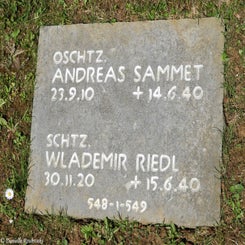 OSCHTZ.
ANDREAS SAMMET
23.9.10 +14.6.40
SCHTZ.
WLADEMIR RIEDL
30.11.20 +15.6.40
548-1-549